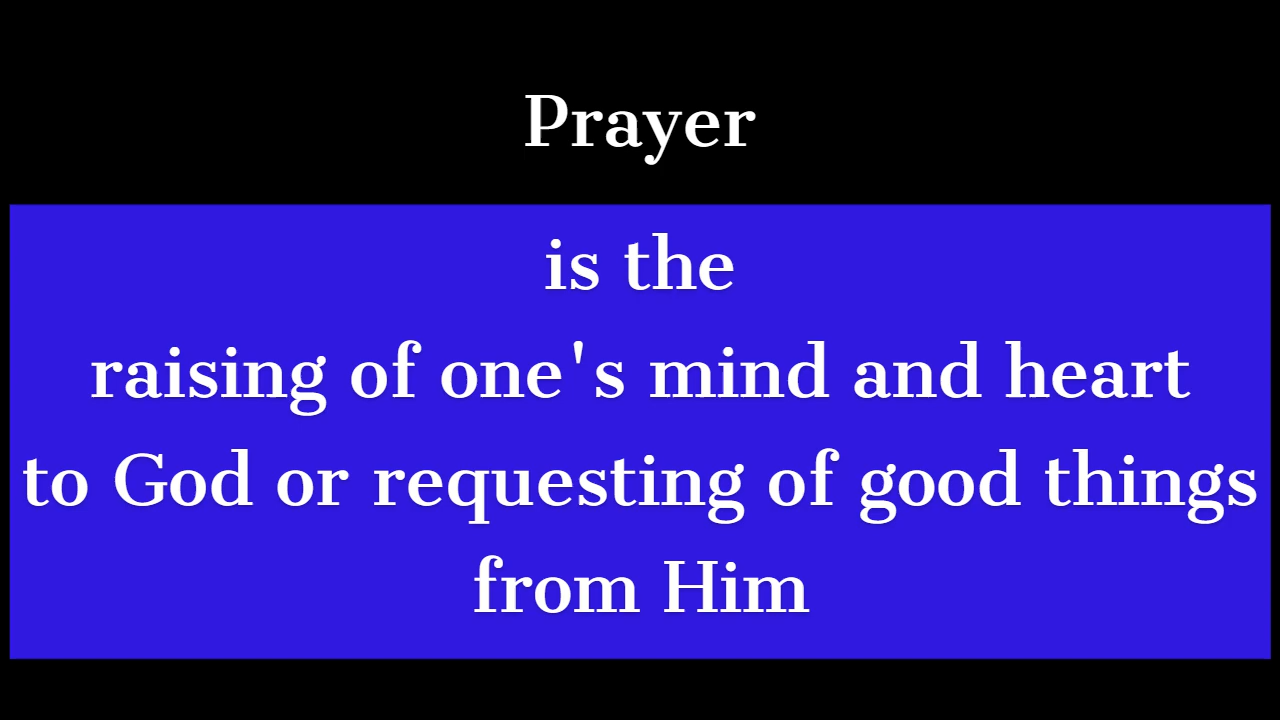 Prayer
is the
raising of one's mind and heart
to God or requesting of good things
from Him